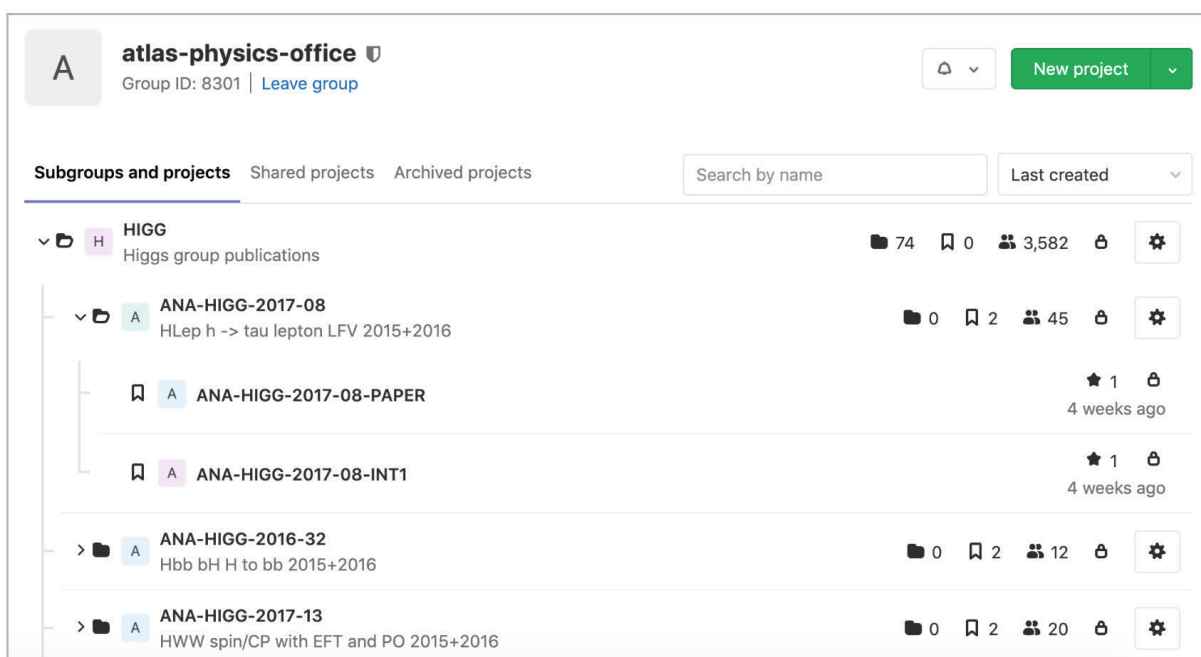 A
atlas-physics-office
Group ID: 8301 | Leave group
New project
Subgroups and projects Shared projects Archived projects Search by name Last created
H HIGG
Higgs group publications
74 0 3,582
A ANA-HIGG-2017-08
HLep h -> tau lepton LFV 2015+2016
0 2 45
A ANA-HIGG-2017-08-PAPER
1
4 weeks ago
A ANA-HIGG-2017-08-INT1
1
4 weeks ago
A ANA-HIGG-2016-32
Hbb bH H to bb 2015+2016
0 2 12
A ANA-HIGG-2017-13
HWW spin/CP with EFT and PO 2015+2016
0 2 20